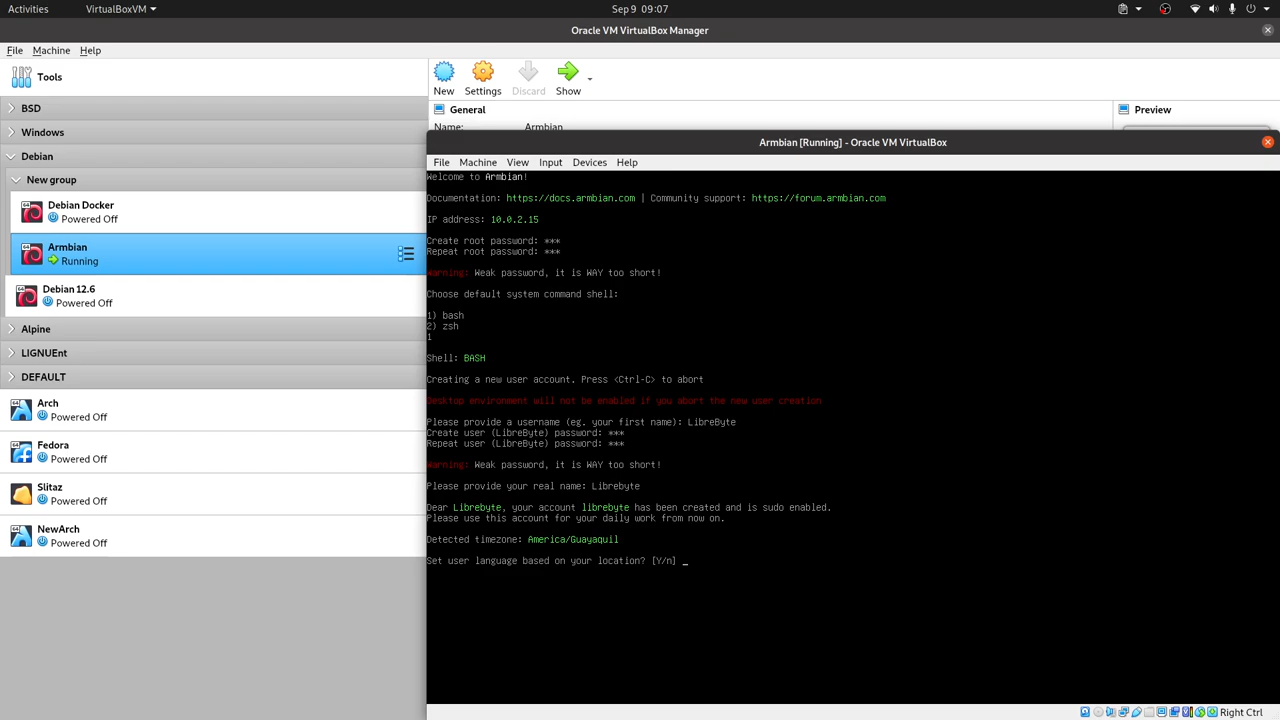 Activities VirtualBoxVM Sep 9 09:07
Oracle VM VirtualBox Manager
File Machine Help
Tools
New Settings Discard Show
BSD
Windows
Debian
New group
Debian Docker
Powered Off
Armbian
Running
Debian 12.6
Powered Off
Alpine
LIGNUEnt
DEFAULT
Arch
Powered Off
Fedora
Powered Off
Slitaz
Powered Off
NewArch
Powered Off
General
Name: Armbian
Preview
Armbian [Running] - Oracle VM VirtualBox
File Machine View Input Devices Help
Welcome to Armbian!
Documentation: https://docs.armbian.com | Community support: https://forum.armbian.com
IP address: 10.0.2.15
Create root password: ***
Repeat root password: ***
Warning: Weak password, it is WAY too short!
Choose default system command shell:
1) bash
2) zsh
1
Shell: BASH
Creating a new user account. Press <Ctrl-C> to abort
Desktop environment will not be enabled if you abort the new user creation
Please provide a username (eg. your first name): LibreByte
Create user (LibreByte) password: ***
Repeat user (LibreByte) password: ***
Warning: Weak password, it is WAY too short!
Please provide your real name: Librebyte
Dear Librebyte, your account librebyte has been created and is sudo enabled.
Please use this account for your daily work from now on.
Detected timezone: America/Guayaquil
Set user language based on your location? [Y/n] _
Right Ctrl